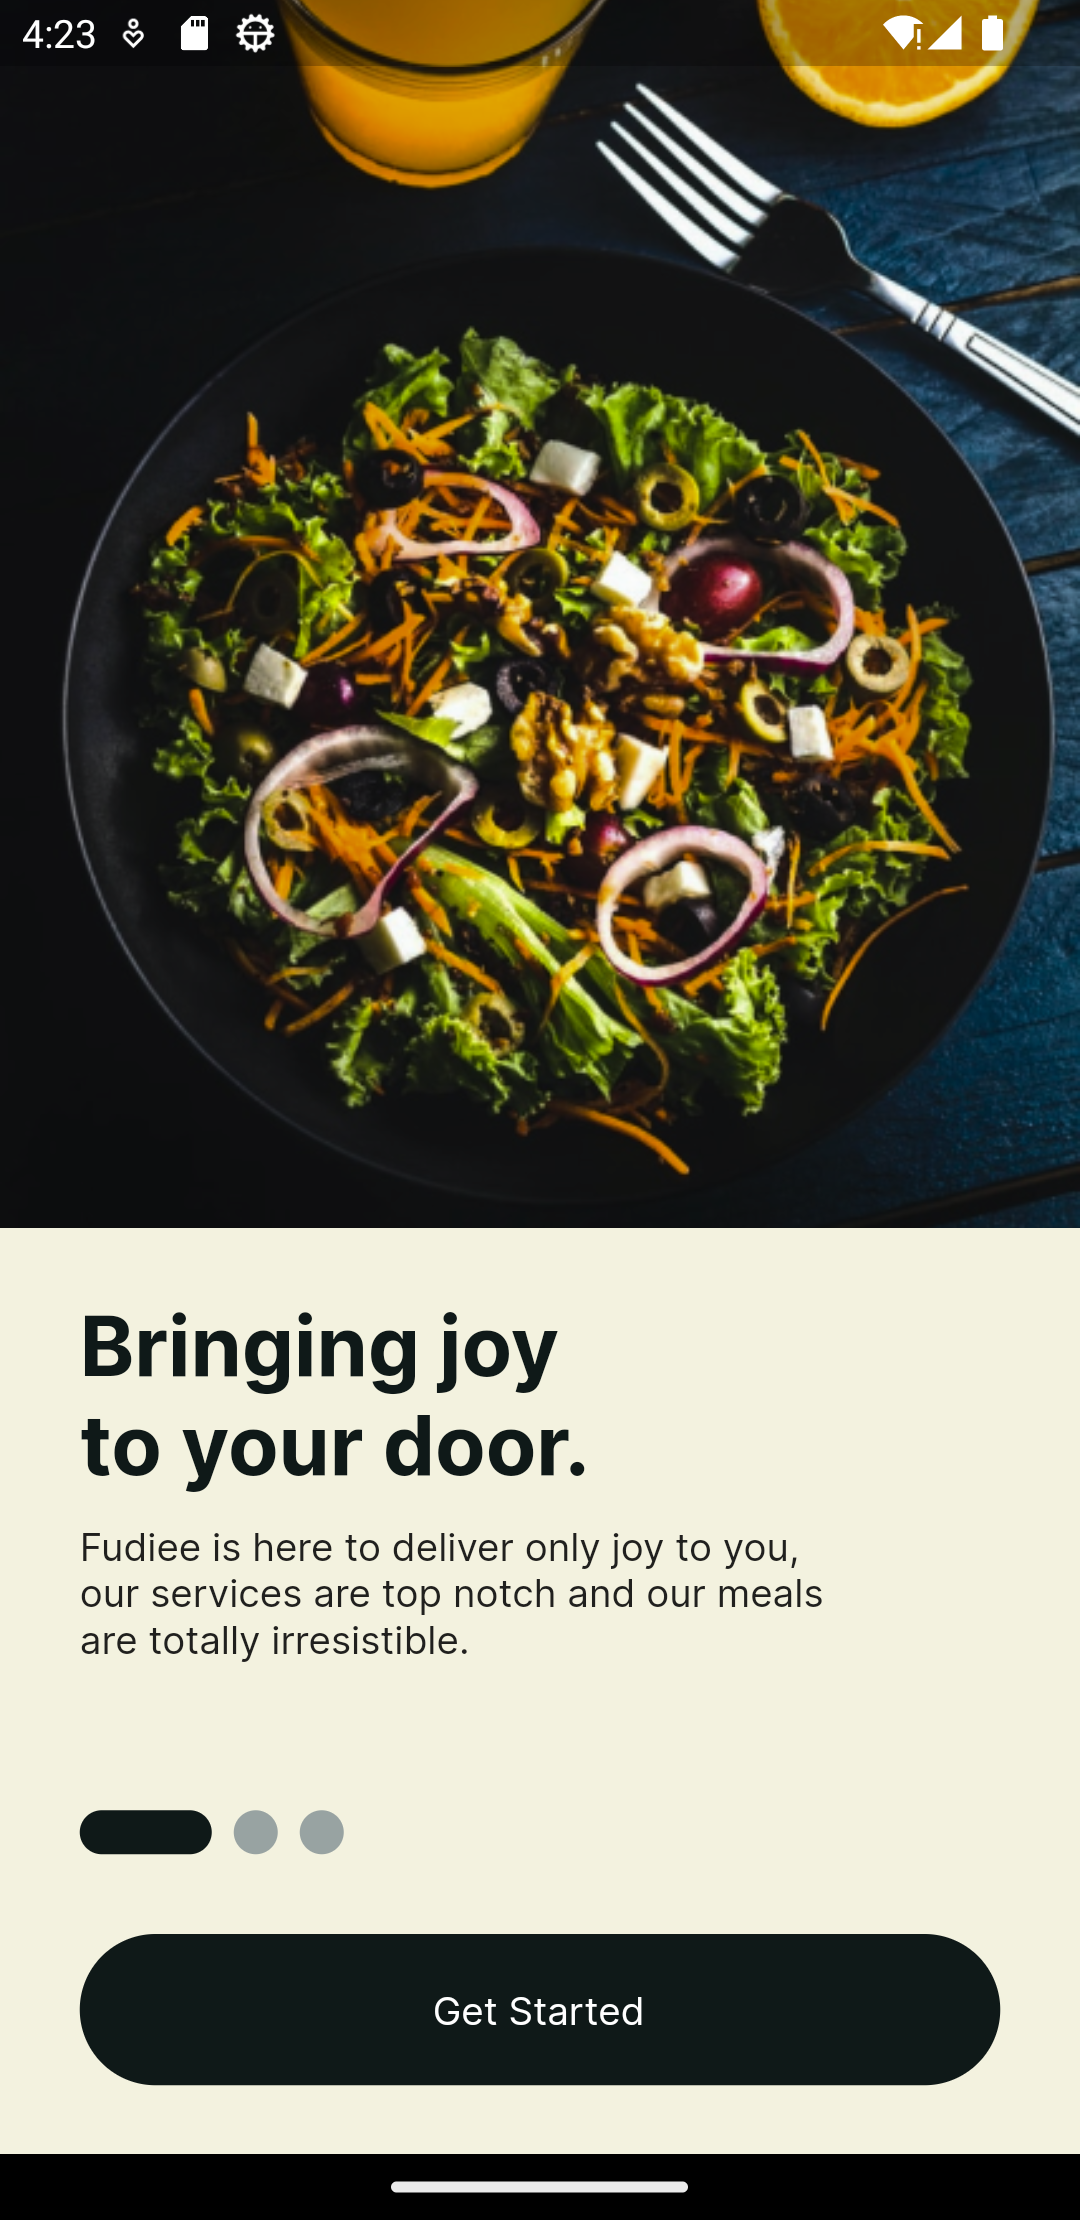 4:23
Bringing joy
to your door.
Fudiee is here to deliver only joy to you,
our services are top notch and our meals
are totally irresistible.
Get Started